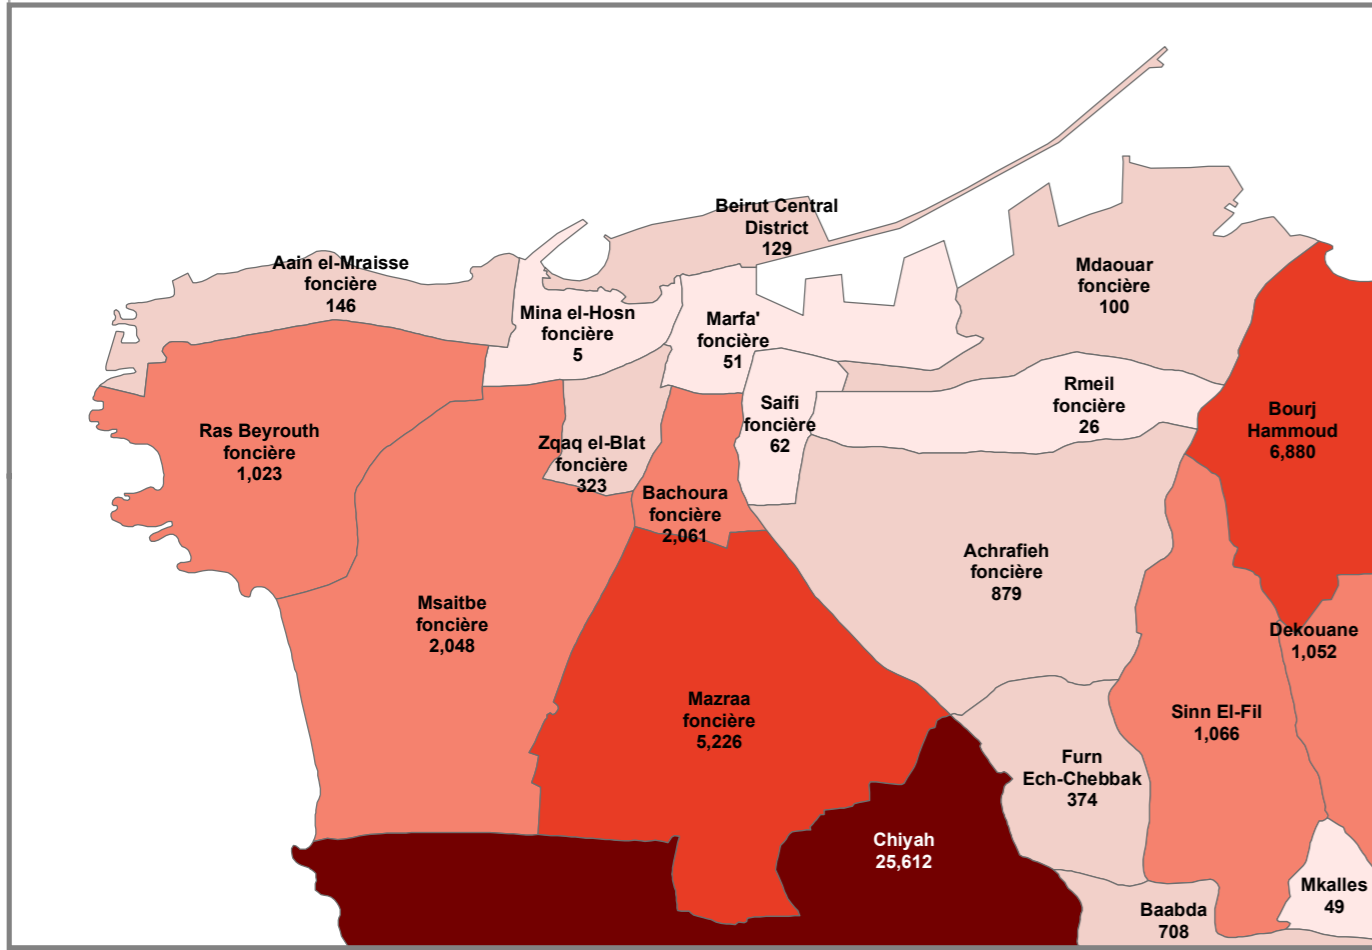 Beirut Central
District
129
Aain el-Mraisse
foncière
146
Mdaouar
foncière
100
Mina el-Hosn
foncière
5
Marfa'
foncière
51
Rmeil
foncière
26
Saifi
foncière
62
Bourj
Hammoud
6,880
Ras Beyrouth
foncière
1,023
Zqaq el-Blat
foncière
323
Bachoura
foncière
2,061
Achrafieh
foncière
879
Msaitbe
foncière
2,048
Dekouane
1,052
Mazraa
foncière
5,226
Sinn El-Fil
1,066
Furn
Ech-Chebbak
374
Chiyah
25,612
Mkalles
49
Baabda
708